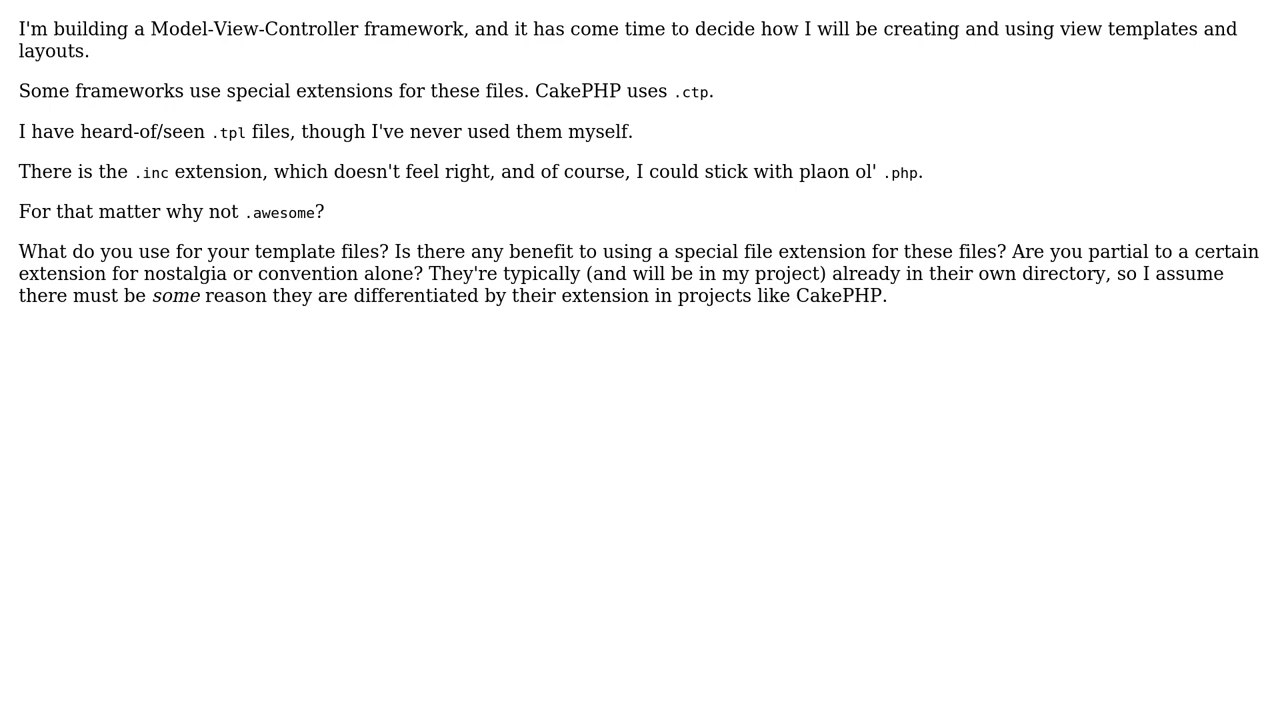 I'm building a Model-View-Controller framework, and it has come time to decide how I will be creating and using view templates and
layouts.
Some frameworks use special extensions for these files. CakePHP uses .ctp.
I have heard-of/seen .tpl files, though I've never used them myself.
There is the .inc extension, which doesn't feel right, and of course, I could stick with plaon ol' .php.
For that matter why not .awesome?
What do you use for your template files? Is there any benefit to using a special file extension for these files? Are you partial to a certain
extension for nostalgia or convention alone? They're typically (and will be in my project) already in their own directory, so I assume
there must be some reason they are differentiated by their extension in projects like CakePHP.